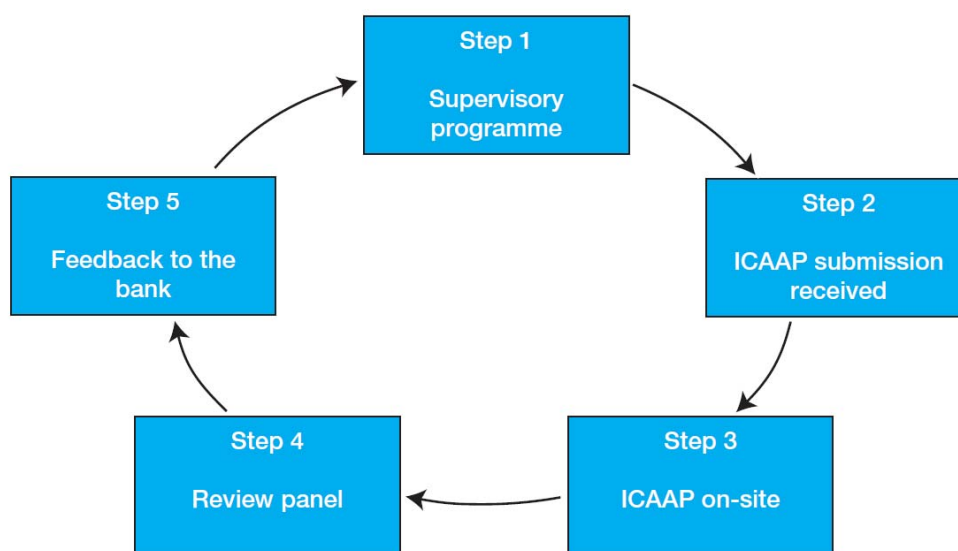 Step 1
Supervisory
programme
Step 2
ICAAP submission
received
Step 3
ICAAP on-site
Step 4
Review panel
Step 5
Feedback to the
bank